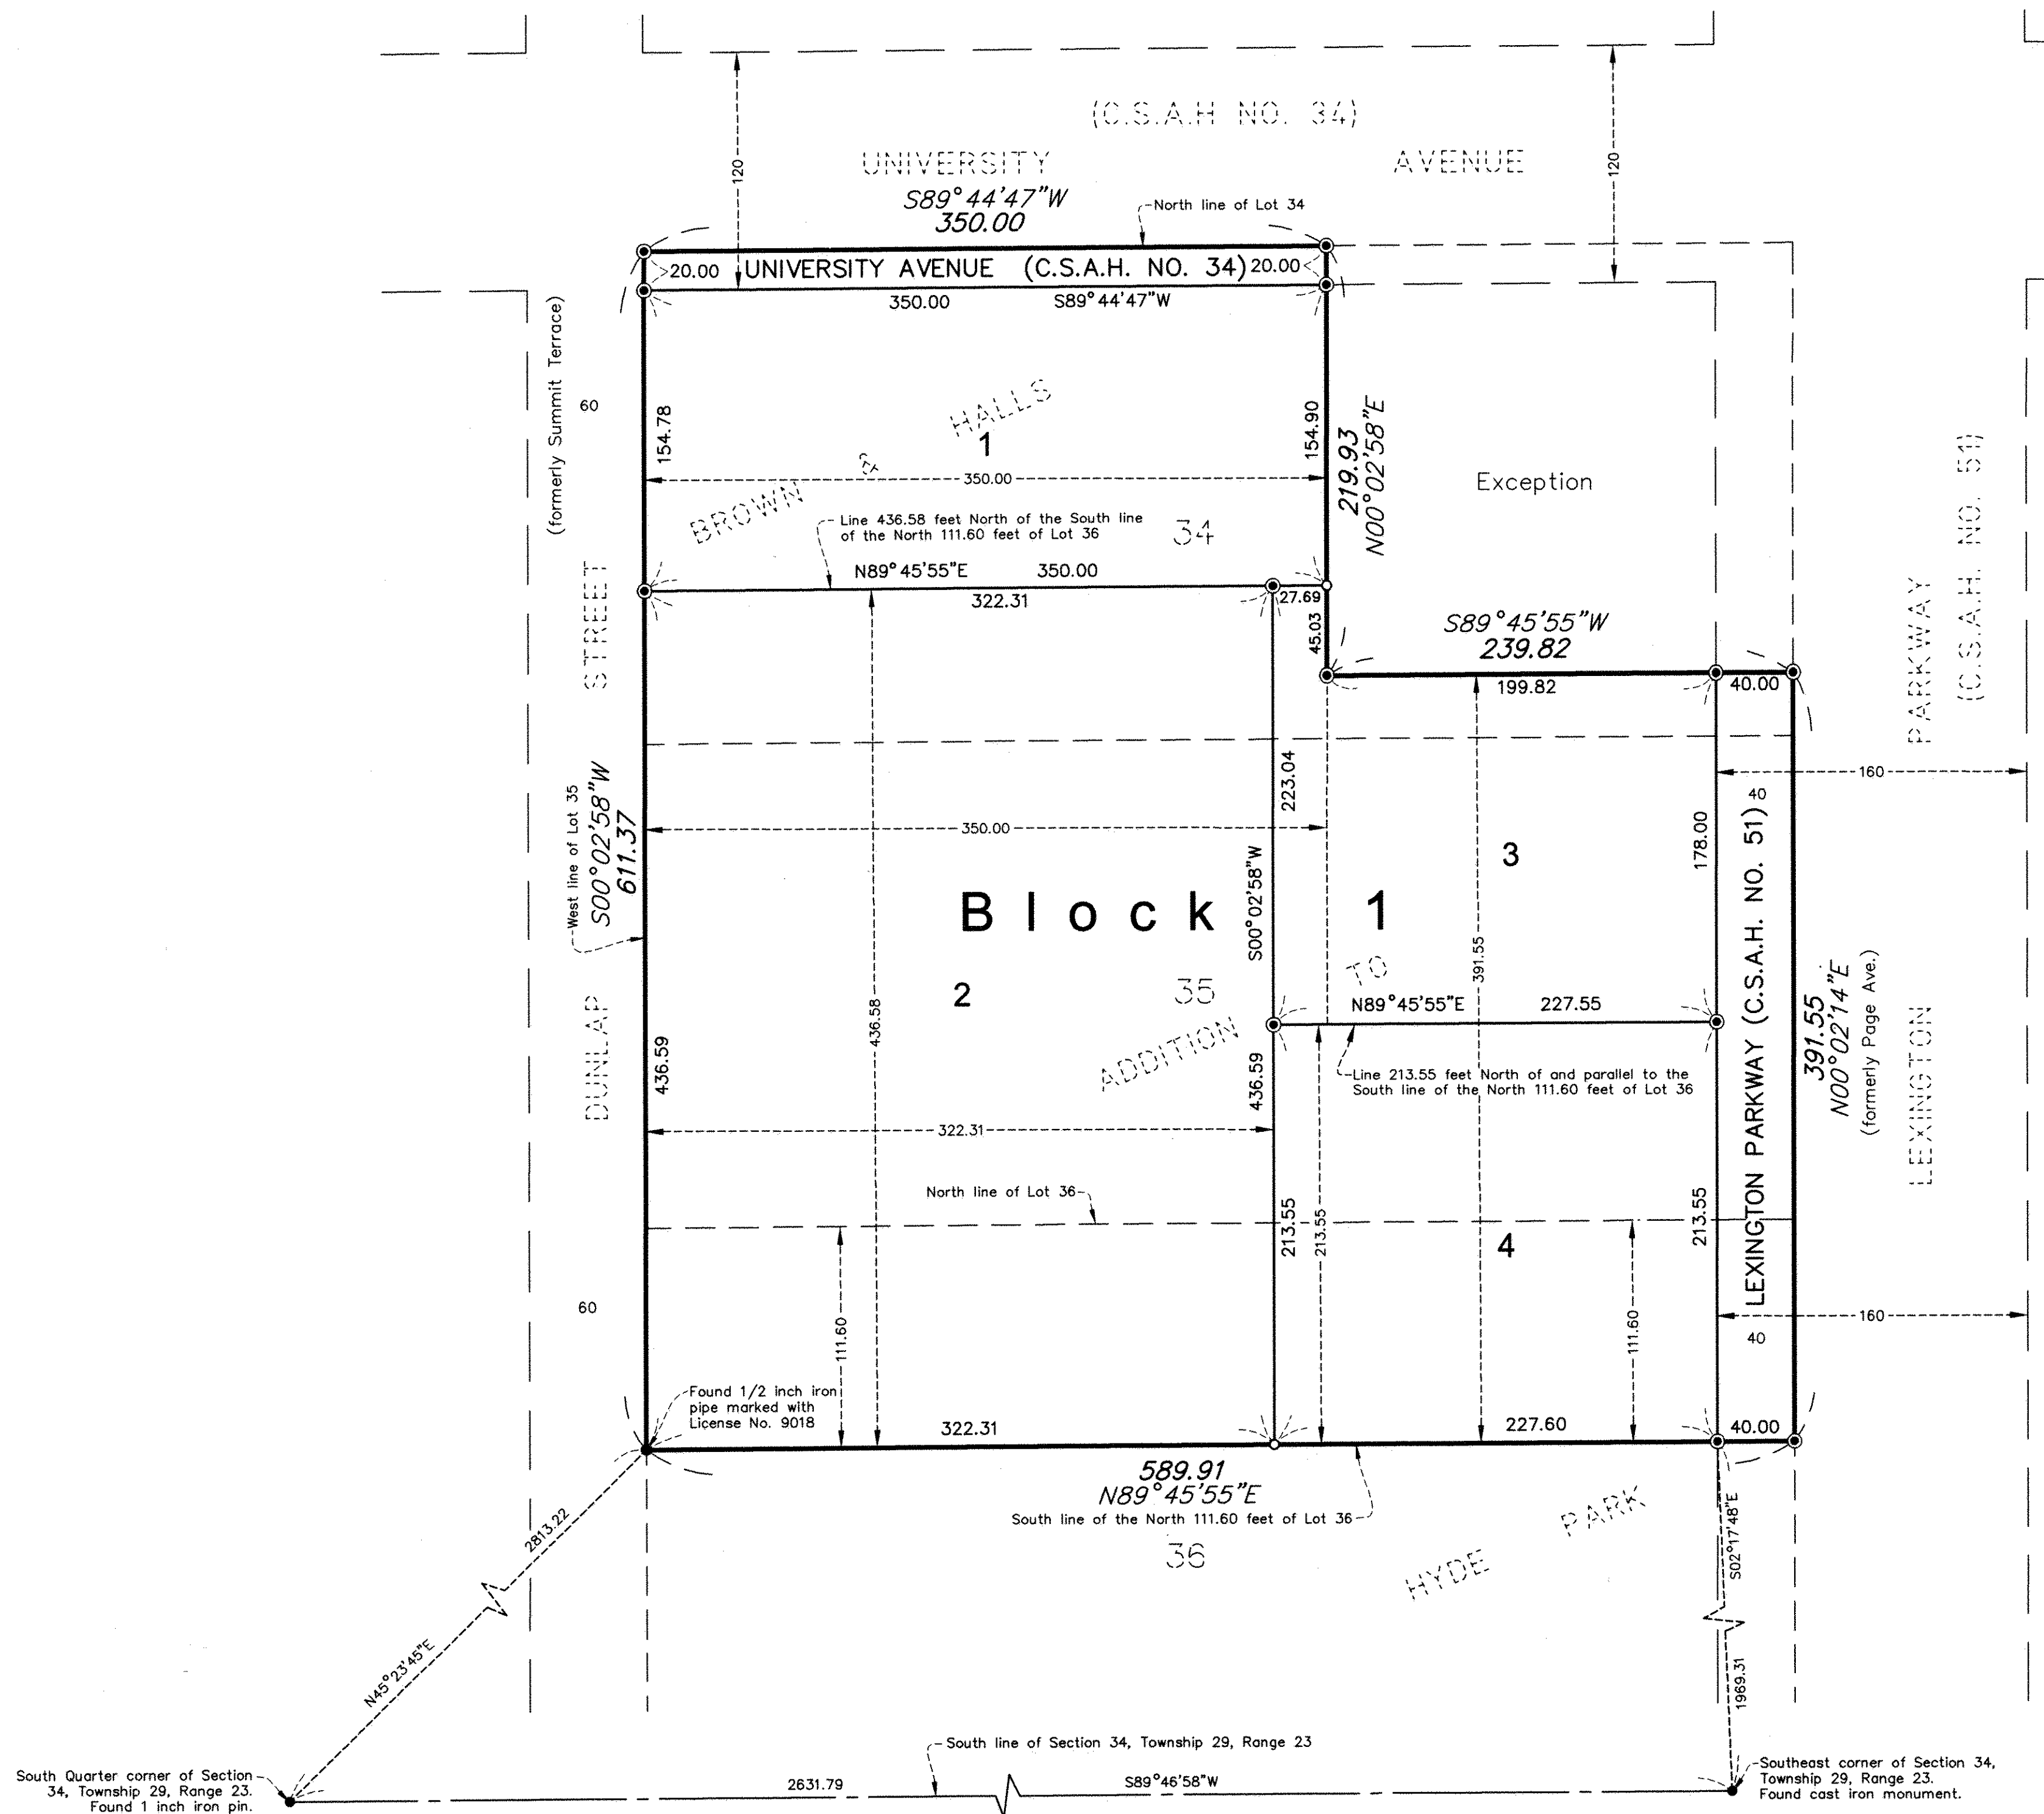 (C.S.A.H NO. 34)
UNIVERSITY AVENUE
120
120
S89°44'47"W
350.00
North line of Lot 34
20.00
UNIVERSITY AVENUE (C.S.A.H. NO. 34)
20.00
350.00 S89°44'47"W
(formerly Summit Terrace)
60
154.78
HALLS
1
&
BROWN
350.00
154.90
219.93
N00°02'58"E
Exception
(C.S.A.H. NO. 51)
PARKWAY
Line 436.58 feet North of the South line
of the North 111.60 feet of Lot 36
34
N89°45'55"E 350.00
322.31
27.69
45.03
STREET
S89°45'55"W
239.82
199.82
40.00
West line of Lot 35
S00°02'58"W
611.37
223.04
160
40
350.00
178.00
3
S00°02'58"W
Block 1
391.55
LEXINGTON PARKWAY (C.S.A.H. NO. 51)
391.55
N00°02'14"E
(formerly Page Ave.)
2
35
TO
N89°45'55"E 227.55
436.58
DUNLAP
436.59
ADDITION
436.59
Line 213.55 feet North of and parallel to the
South line of the North 111.60 feet of Lot 36
LEXINGTON
322.31
North line of Lot 36
213.55
213.55
213.55
4
60
111.60
111.60
160
40
Found 1/2 inch iron
pipe marked with
License No. 9018
322.31
227.60
40.00
589.91
N89°45'55"E
South line of the North 111.60 feet of Lot 36
36
HYDE PARK
2813.22
N45°23'45"E
S02°17'48"E
1969.31
South line of Section 34, Township 29, Range 23
2631.79 S89°46'58"W
South Quarter corner of Section
34, Township 29, Range 23.
Found 1 inch iron pin.
Southeast corner of Section 34,
Township 29, Range 23.
Found cast iron monument.